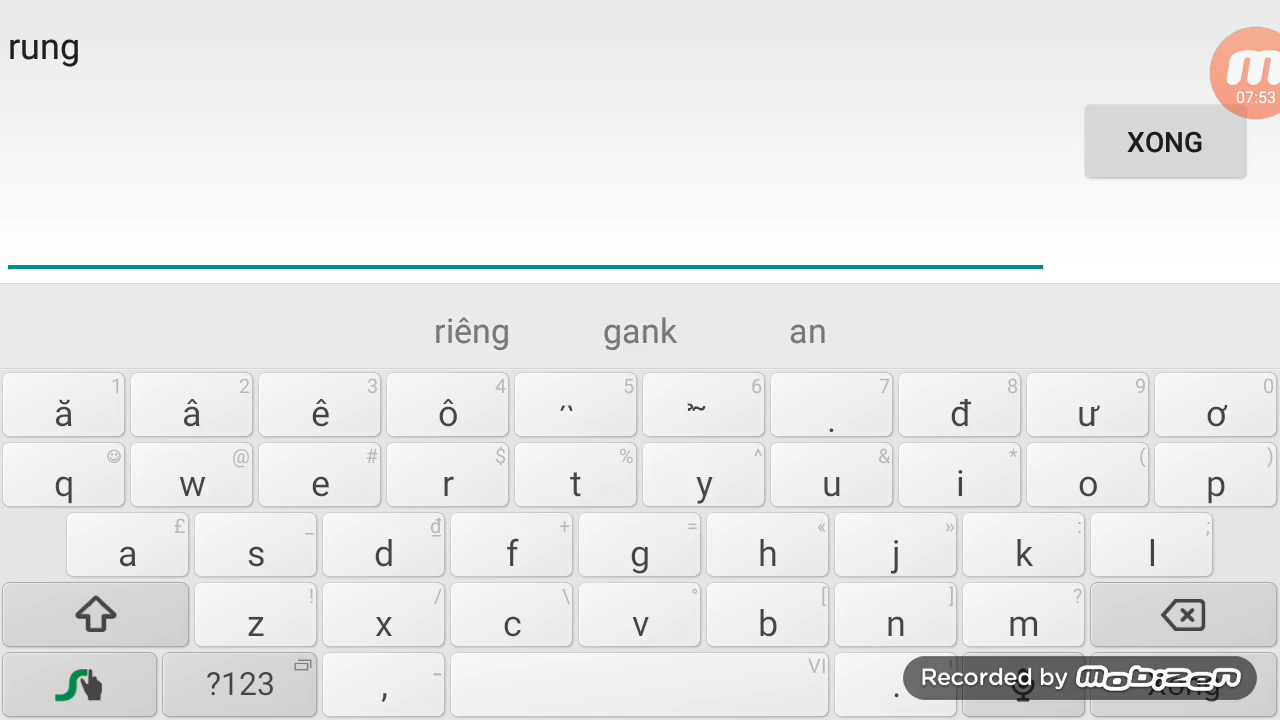 rung
07:53
XONG
riêng gank an
ă 1 â 2 ê 3 ô 4 ´ˋ 5 ̉˜ 6 . 7 đ 8 ư 9 ơ 0
q ☺ w @ e # r $ t % y ^ u & i * o ( p )
a £ s _ d ₫ f + g = h « j » k : l ;
z ! x / c \ v ° b [ n ] m ?
?123 , - VI . Xong
Recorded by mobizen